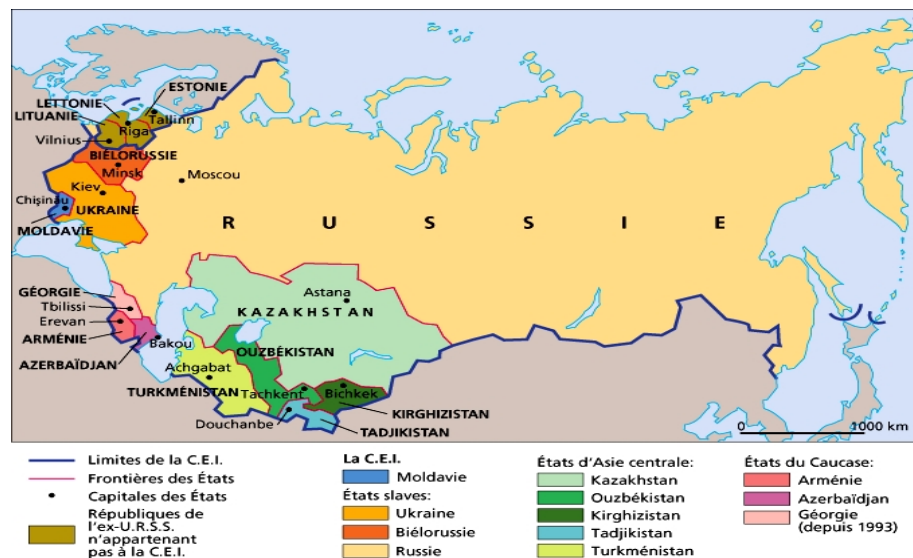 ESTONIE
LETTONIE
LITUANIE
Tallinn
Riga
Vilnius
BIÉLORUSSIE
Minsk
Moscou
Kiev
Chişinău
UKRAINE
MOLDAVIE
R U S S I E
GÉORGIE
Tbilissi
Erevan
ARMÉNIE
Bakou
AZERBAÏDJAN
Astana
KAZAKHSTAN
OUZBÉKISTAN
Achgabat
TURKMÉNISTAN
Tachkent
Bichkek
Douchanbe
KIRGHIZISTAN
TADJIKISTAN
0 1000 km
Limites de la C.E.I.
Frontières des États
Capitales des États
Républiques de
l'ex-U.R.S.S.
n'appartenant
pas à la C.E.I.
La C.E.I.
Moldavie
États slaves:
Ukraine
Biélorussie
Russie
États d'Asie centrale:
Kazakhstan
Ouzbékistan
Kirghizistan
Tadjikistan
Turkménistan
États du Caucase:
Arménie
Azerbaïdjan
Géorgie
(depuis 1993)